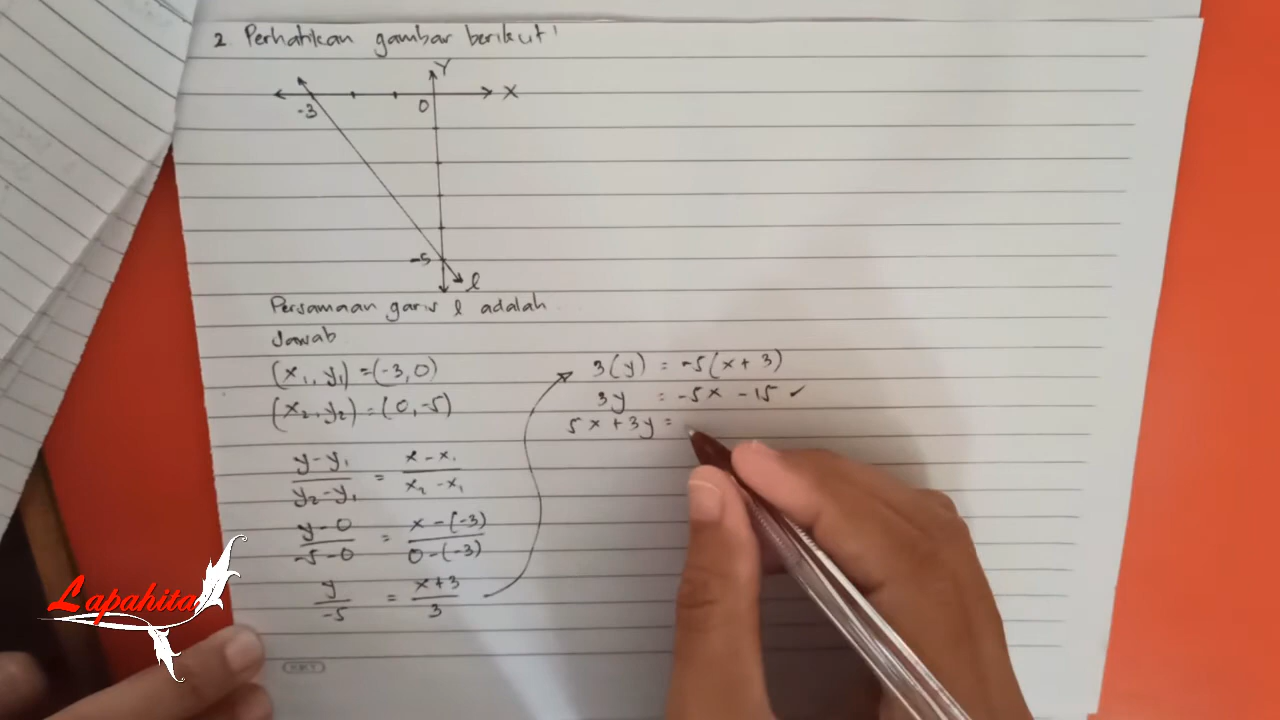 2. Perhatikan gambar berikut!
Y
X
-3
0
-5
l
Persamaan garis l adalah ...
Jawab
(x₁, y₁) = (-3, 0)
(x₂, y₂) = (0, -5)
y - y₁ / y₂ - y₁ = x - x₁ / x₂ - x₁
y - 0 / -5 - 0 = x - (-3) / 0 - (-3)
y / -5 = x + 3 / 3
3(y) = -5(x + 3)
3y = -5x - 15 ✓
5x + 3y =
Lapahita